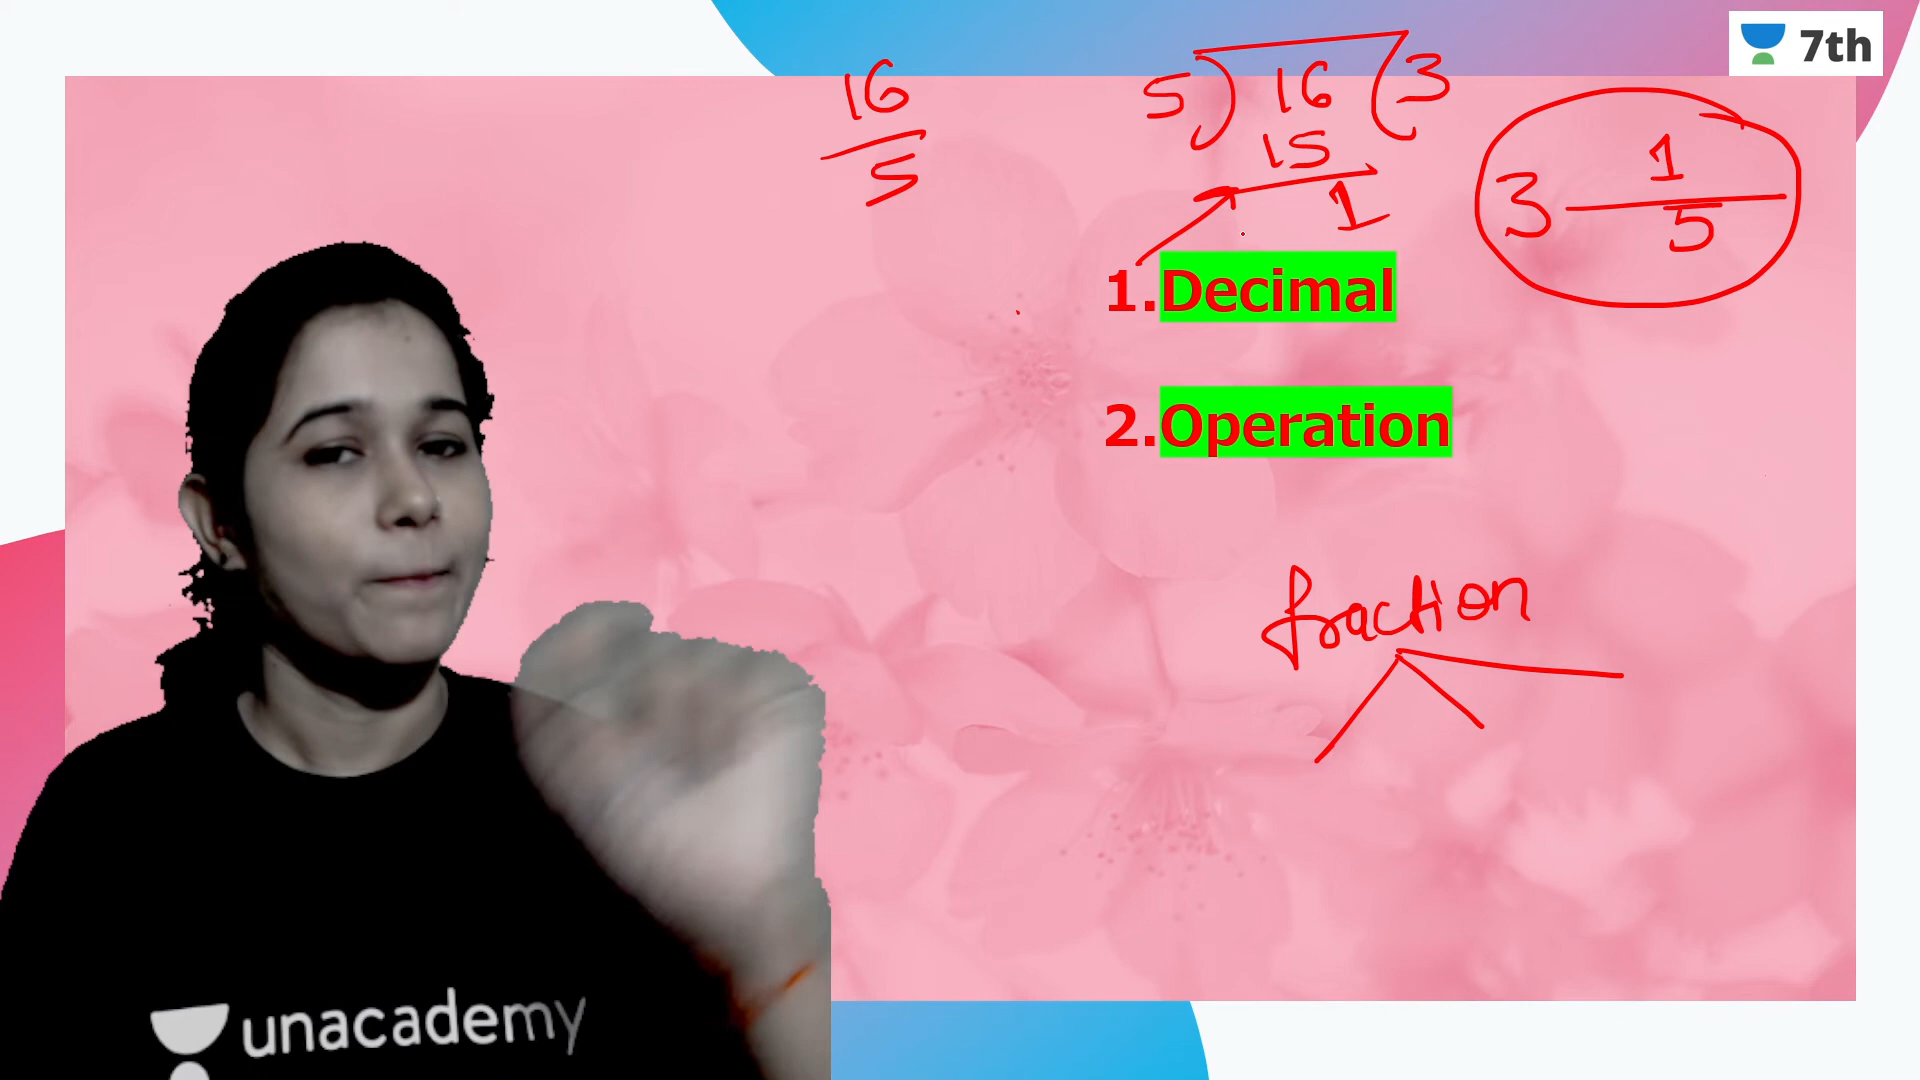 7th
16
5
5) 16 (3
15
1
3 1/5
1.Decimal
2.Operation
fraction
unacademy